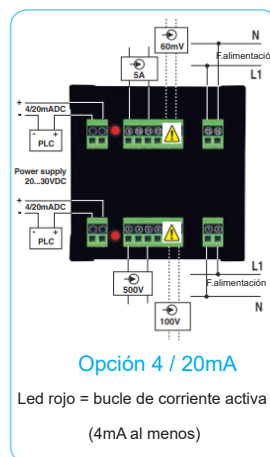 60mV
N
5A
F.alimentación
L1
+
4/20mADC
-
- +
PLC
Power supply
20...30VDC
+
4/20mADC
-
- +
PLC
L1
500V
F.alimentación
N
100V
Opción 4 / 20mA
Led rojo = bucle de corriente activa
(4mA al menos)